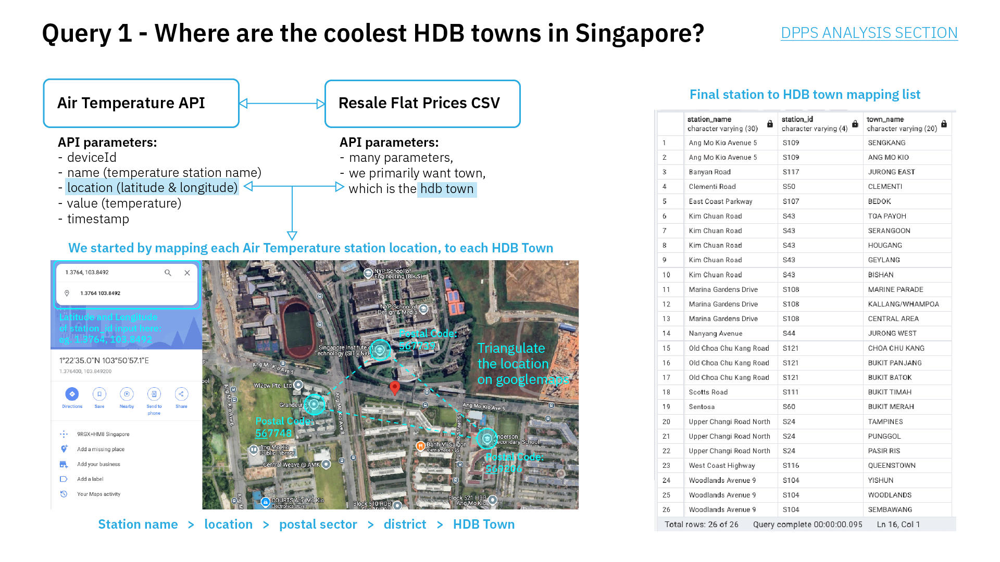 Query 1 - Where are the coolest HDB towns in Singapore?
DPPS ANALYSIS SECTION
Air Temperature API
Resale Flat Prices CSV
API parameters:
- deviceId
- name (temperature station name)
- location (latitude & longitude)
- value (temperature)
- timestamp
API parameters:
- many parameters,
- we primarily want town,
which is the hdb town
We started by mapping each Air Temperature station location, to each HDB Town
1.3764, 103.8492
1.3764 103.8492
Latitude and Longitude
of station_id input here:
eg. 1.3764, 103.8492
1°22'35.0"N 103°50'57.1"E
1.376400, 103.849200
Directions
Save
Nearby
Send to
phone
Share
9RGX+HM8 Singapore
Add a missing place
Add your business
Add a label
Your Maps activity
NYP School of
Engineering (Blk S)
NYP School of
Design & Media
Postal Code:
567739
Singapore Institute of
Technology (SIT@NYP)
Triangulate
the location
on googlemaps
Ang Mo Kio Ave 5
ool
Wi2cw Pte. Ltd
Ang Mo Kio Ave 6
Ang Mo Kio Ave 8
Grandeur 8
Ang Mo Kio Ave 5
Postal Code:
567748
Ang Mo Kio Street 53
Anderson
Secondary School
Banh Mi Saigon
Vietnamese • $$
Ang Mo Kio
Public Library
Central Weave @ AMK
Postal Code:
569206
COURTS Ang Mo Kio
Electronics store
Block 510 HDB
Ang Mo Kio
Block 521 HDB
Ang Mo Kio
Ang Mo
Station name > location > postal sector > district > HDB Town
Final station to HDB town mapping list
station_name station_id town_name
character varying (30) character varying (4) character varying (20)
1 Ang Mo Kio Avenue 5 S109 SENGKANG
2 Ang Mo Kio Avenue 5 S109 ANG MO KIO
3 Banyan Road S117 JURONG EAST
4 Clementi Road S50 CLEMENTI
5 East Coast Parkway S107 BEDOK
6 Kim Chuan Road S43 TOA PAYOH
7 Kim Chuan Road S43 SERANGOON
8 Kim Chuan Road S43 HOUGANG
9 Kim Chuan Road S43 GEYLANG
10 Kim Chuan Road S43 BISHAN
11 Marina Gardens Drive S108 MARINE PARADE
12 Marina Gardens Drive S108 KALLANG/WHAMPOA
13 Marina Gardens Drive S108 CENTRAL AREA
14 Nanyang Avenue S44 JURONG WEST
15 Old Choa Chu Kang Road S121 CHOA CHU KANG
16 Old Choa Chu Kang Road S121 BUKIT PANJANG
17 Old Choa Chu Kang Road S121 BUKIT BATOK
18 Scotts Road S111 BUKIT TIMAH
19 Sentosa S60 BUKIT MERAH
20 Upper Changi Road North S24 TAMPINES
21 Upper Changi Road North S24 PUNGGOL
22 Upper Changi Road North S24 PASIR RIS
23 West Coast Highway S116 QUEENSTOWN
24 Woodlands Avenue 9 S104 YISHUN
25 Woodlands Avenue 9 S104 WOODLANDS
26 Woodlands Avenue 9 S104 SEMBAWANG
Total rows: 26 of 26 Query complete 00:00:00.095 Ln 16, Col 1